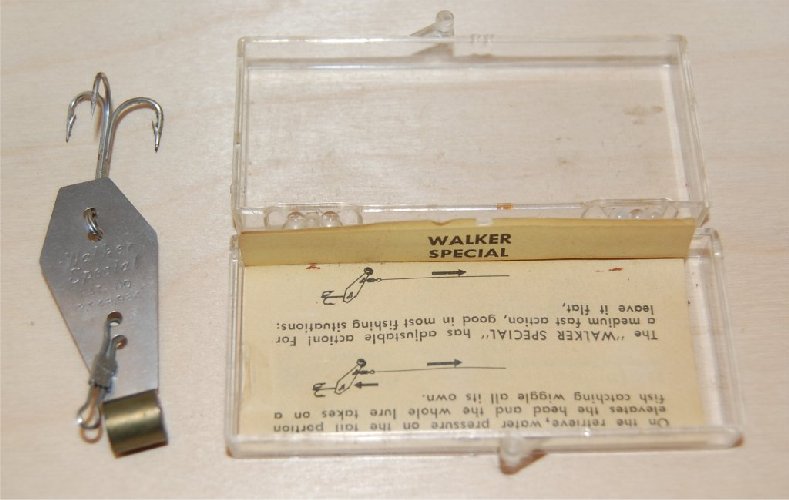 Walker
Special
WALKER
SPECIAL
On the retrieve, water pressure on the tail portion
elevates the head and the whole lure takes on a
fish catching wiggle all its own.
The "WALKER SPECIAL" has adjustable action! For
a medium fast action, good in most fishing situations:
leave it flat,